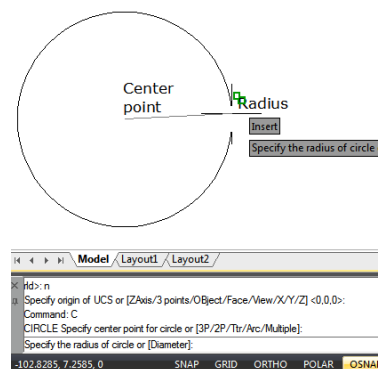 Center
point
Radius
Insert
Specify the radius of circle
Model Layout1 Layout2
rld>: n
Specify origin of UCS or [ZAxis/3 points/OBject/Face/View/X/Y/Z] <0,0,0>:
Command: C
CIRCLE Specify center point for circle or [3P/2P/Ttr/Arc/Multiple]:
Specify the radius of circle or [Diameter]:
-102.8285, 7.2585, 0 SNAP GRID ORTHO POLAR OSNAP